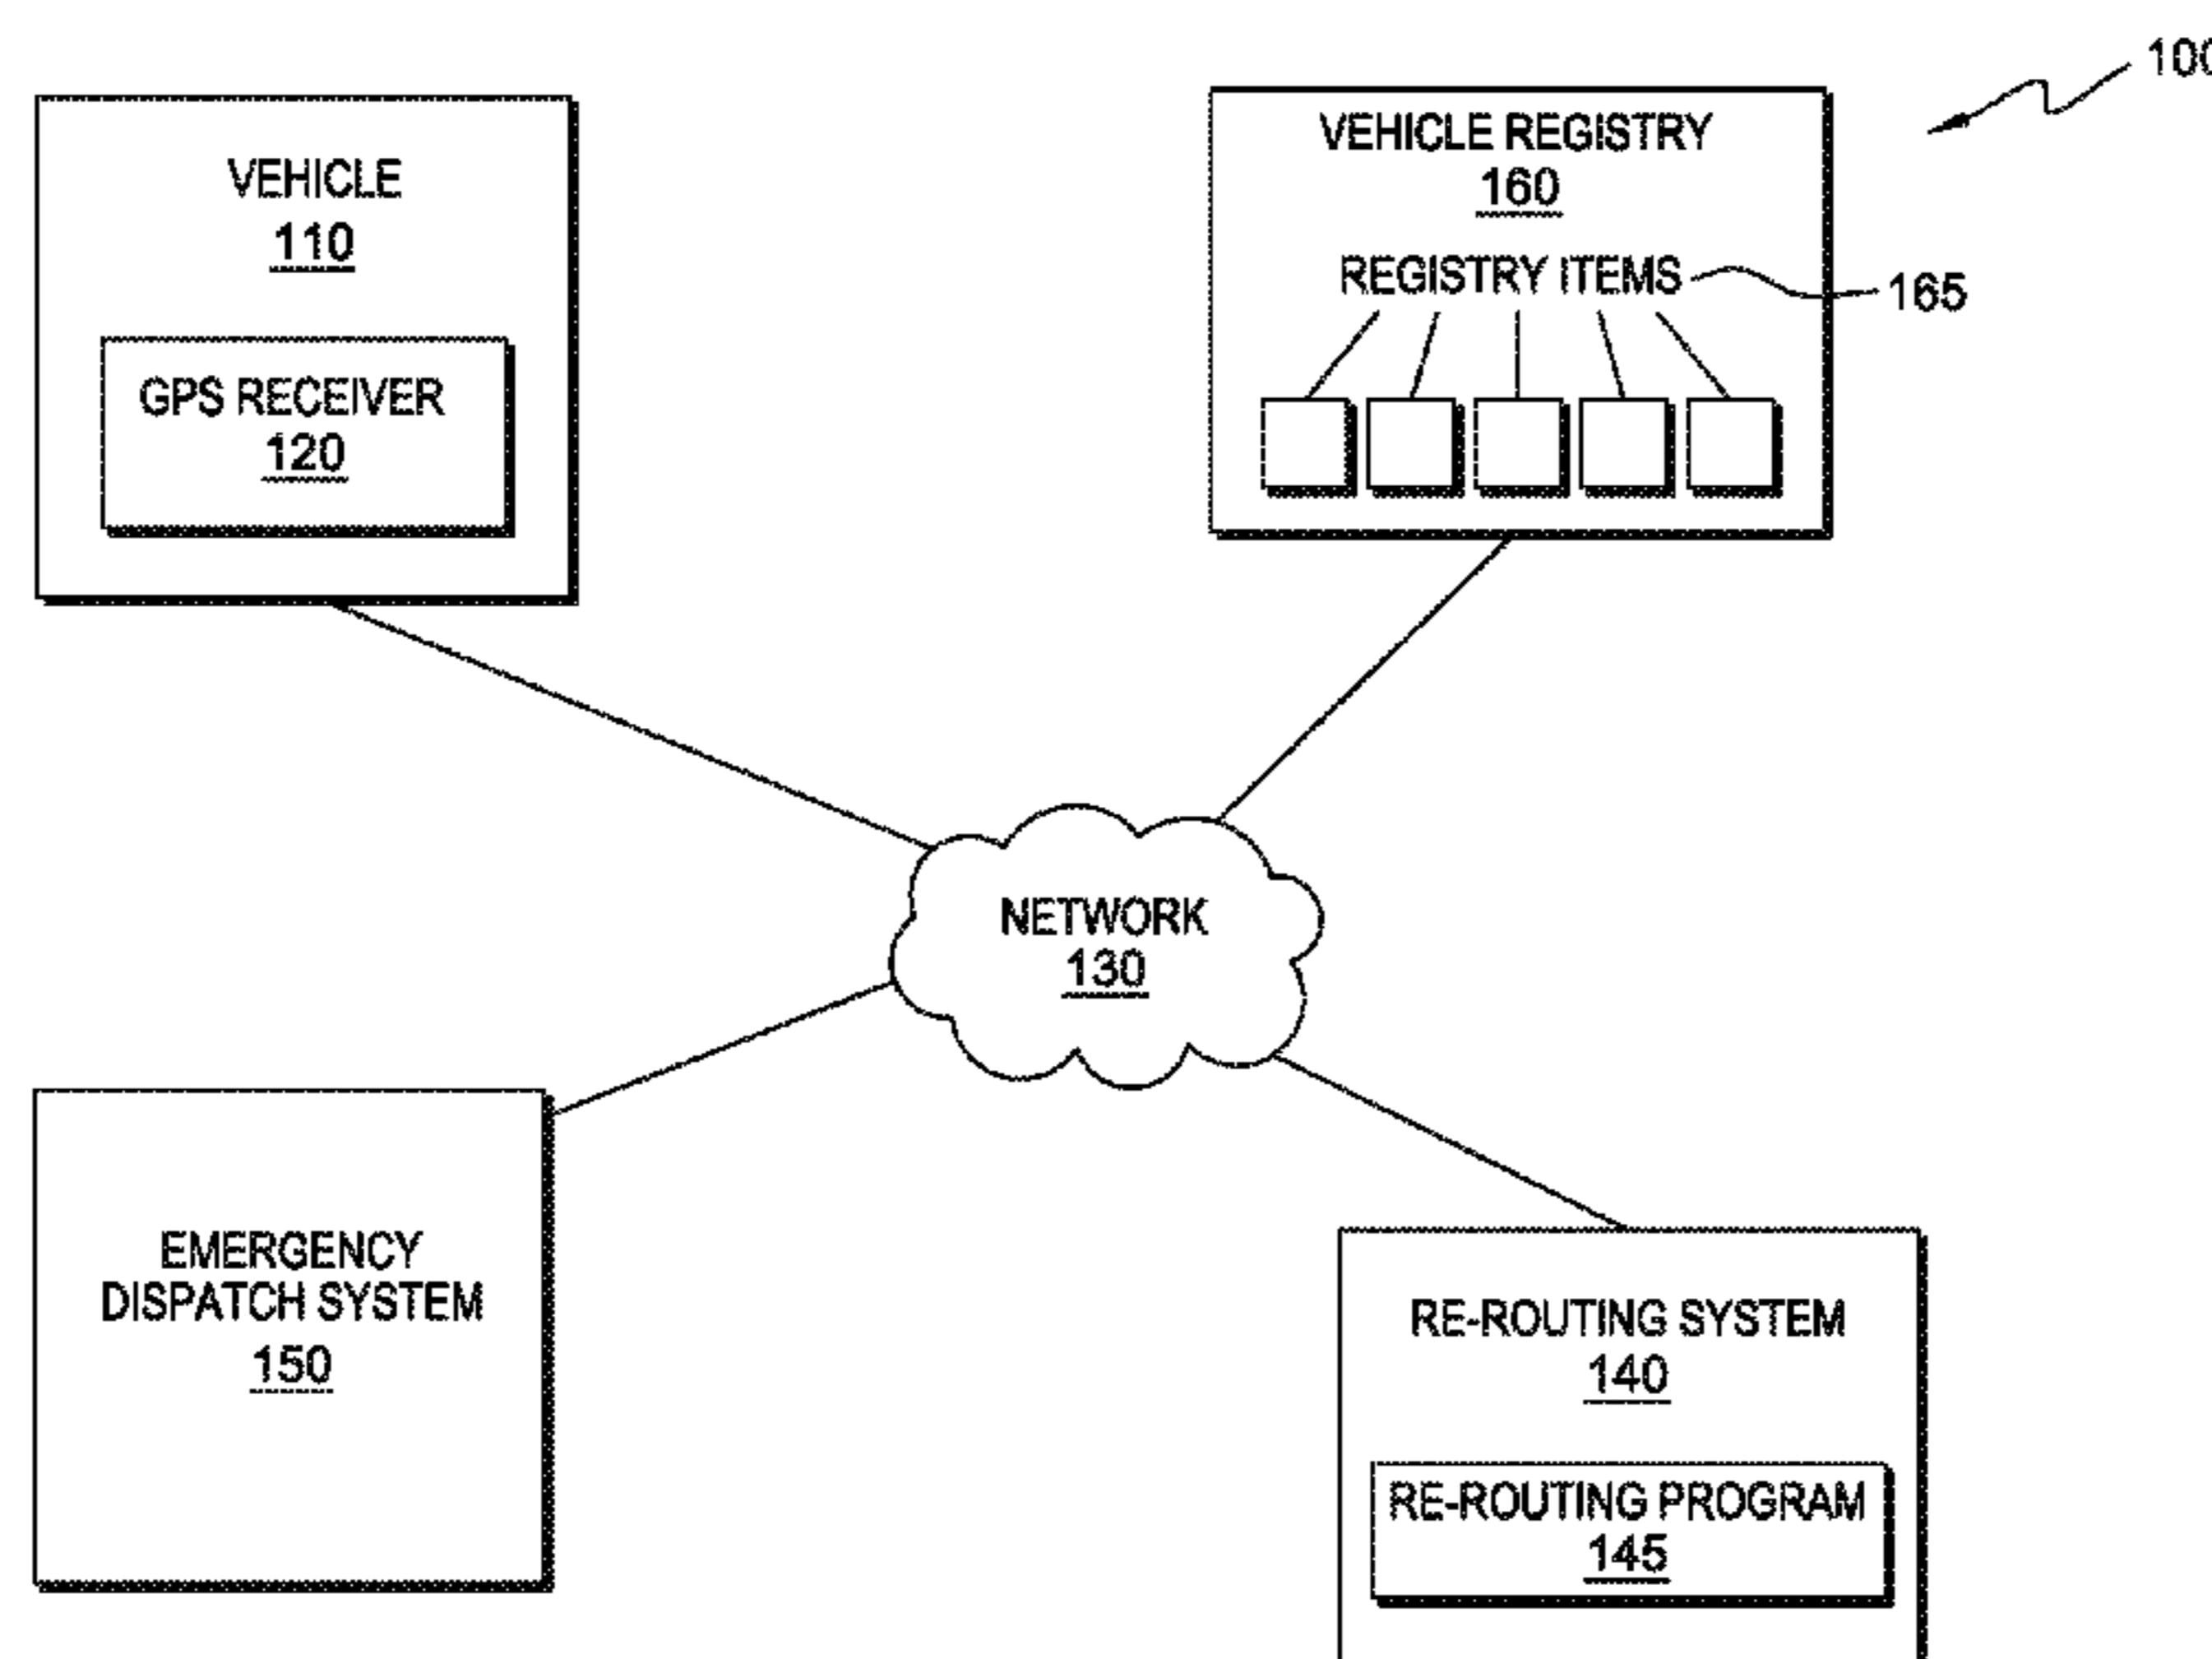 100
VEHICLE
110
GPS RECEIVER
120
VEHICLE REGISTRY
160
REGISTRY ITEMS
165
NETWORK
130
EMERGENCY
DISPATCH SYSTEM
150
RE-ROUTING SYSTEM
140
RE-ROUTING PROGRAM
145